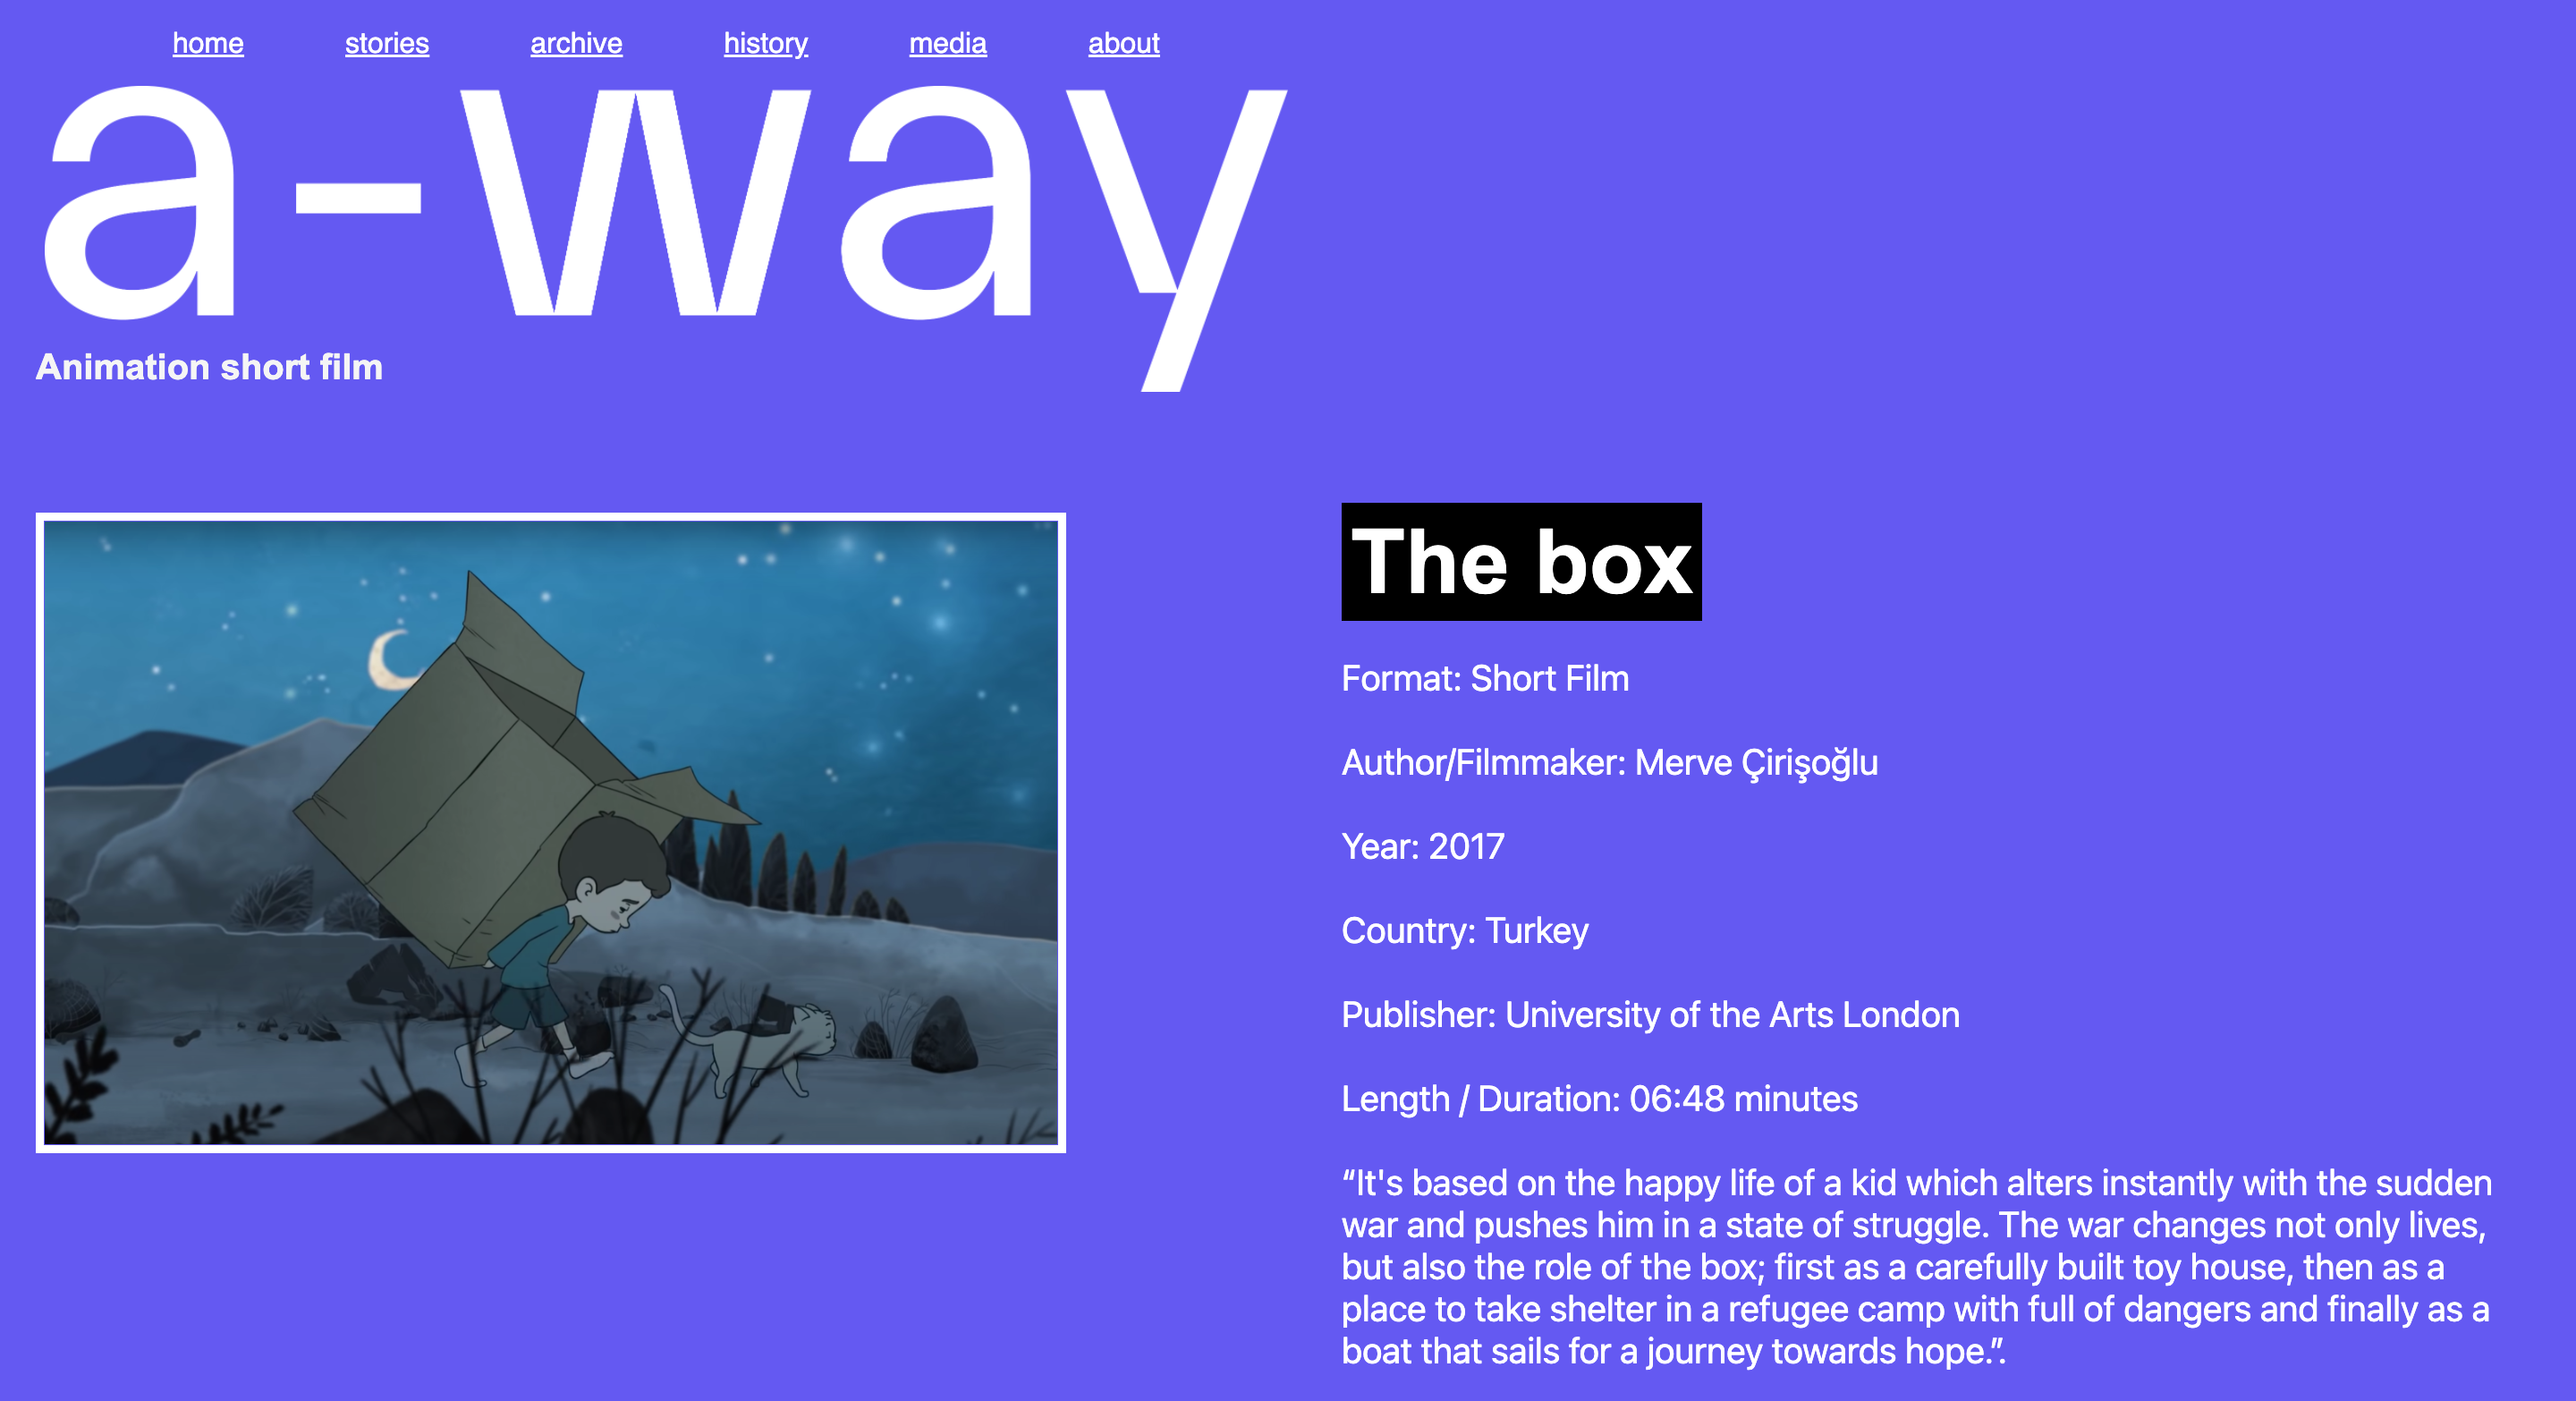 home stories archive history media about
a-way
Animation short film
The box
Format: Short Film
Author/Filmmaker: Merve Çirişoğlu
Year: 2017
Country: Turkey
Publisher: University of the Arts London
Length / Duration: 06:48 minutes
“It's based on the happy life of a kid which alters instantly with the sudden
war and pushes him in a state of struggle. The war changes not only lives,
but also the role of the box; first as a carefully built toy house, then as a
place to take shelter in a refugee camp with full of dangers and finally as a
boat that sails for a journey towards hope.”.